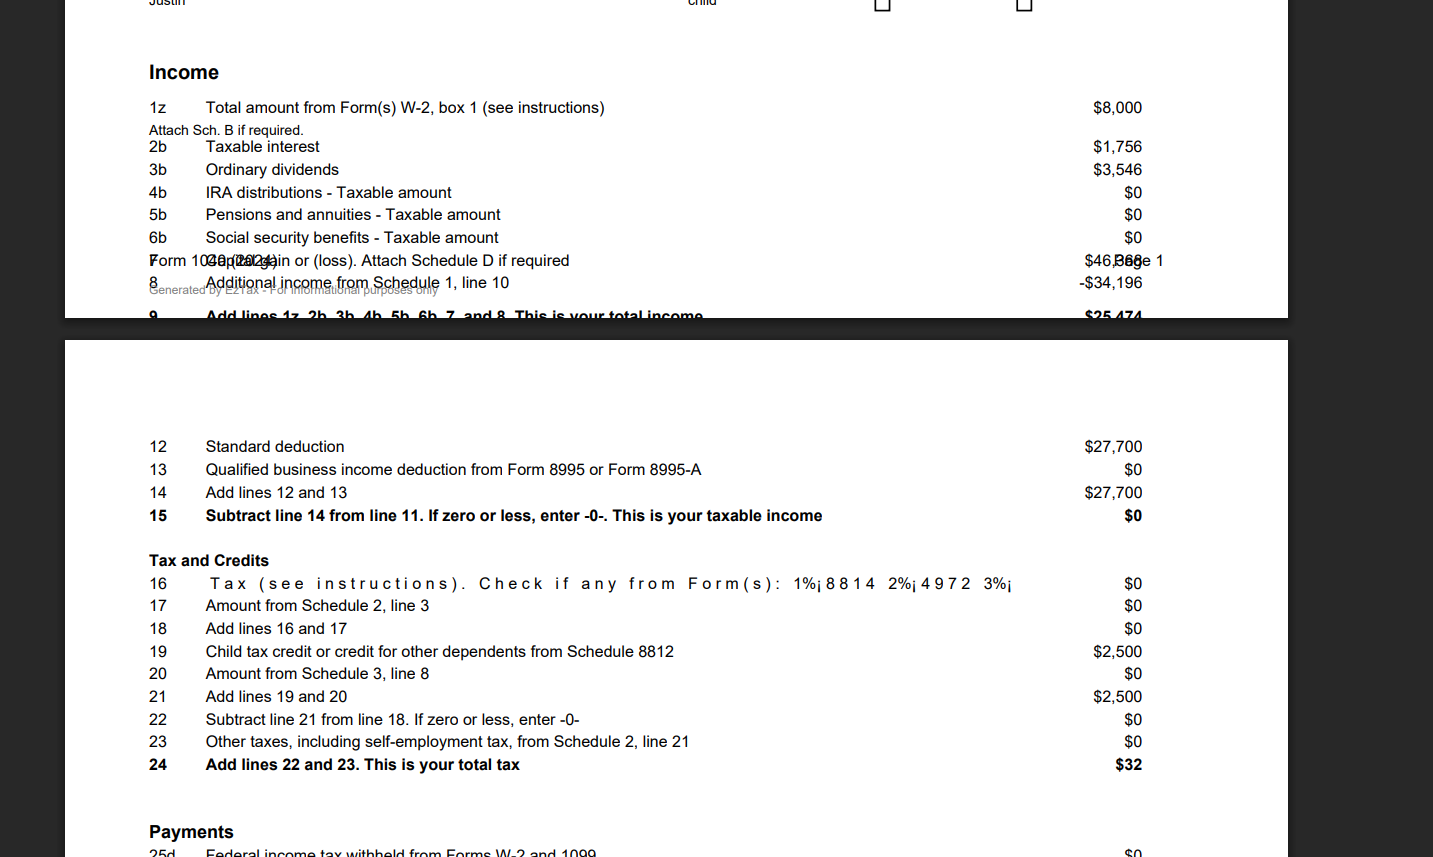 Justin child
Income
1z Total amount from Form(s) W-2, box 1 (see instructions) $8,000
Attach Sch. B if required.
2b Taxable interest $1,756
3b Ordinary dividends $3,546
4b IRA distributions - Taxable amount $0
5b Pensions and annuities - Taxable amount $0
6b Social security benefits - Taxable amount $0
7 Capital gain or (loss). Attach Schedule D if required $46,368
Form 1040 (2024) Page 1
8 Additional income from Schedule 1, line 10 -$34,196
Generated by EzTax - For informational purposes only
9 Add lines 1z, 2b, 3b, 4b, 5b, 6b, 7, and 8. This is your total income $25,474
12 Standard deduction $27,700
13 Qualified business income deduction from Form 8995 or Form 8995-A $0
14 Add lines 12 and 13 $27,700
15 Subtract line 14 from line 11. If zero or less, enter -0-. This is your taxable income $0
Tax and Credits
16 Tax (see instructions). Check if any from Form(s): 1%¡8814 2%¡4972 3%¡ $0
17 Amount from Schedule 2, line 3 $0
18 Add lines 16 and 17 $0
19 Child tax credit or credit for other dependents from Schedule 8812 $2,500
20 Amount from Schedule 3, line 8 $0
21 Add lines 19 and 20 $2,500
22 Subtract line 21 from line 18. If zero or less, enter -0- $0
23 Other taxes, including self-employment tax, from Schedule 2, line 21 $0
24 Add lines 22 and 23. This is your total tax $32
Payments
25d Federal income tax withheld from Forms W-2 and 1099 $0